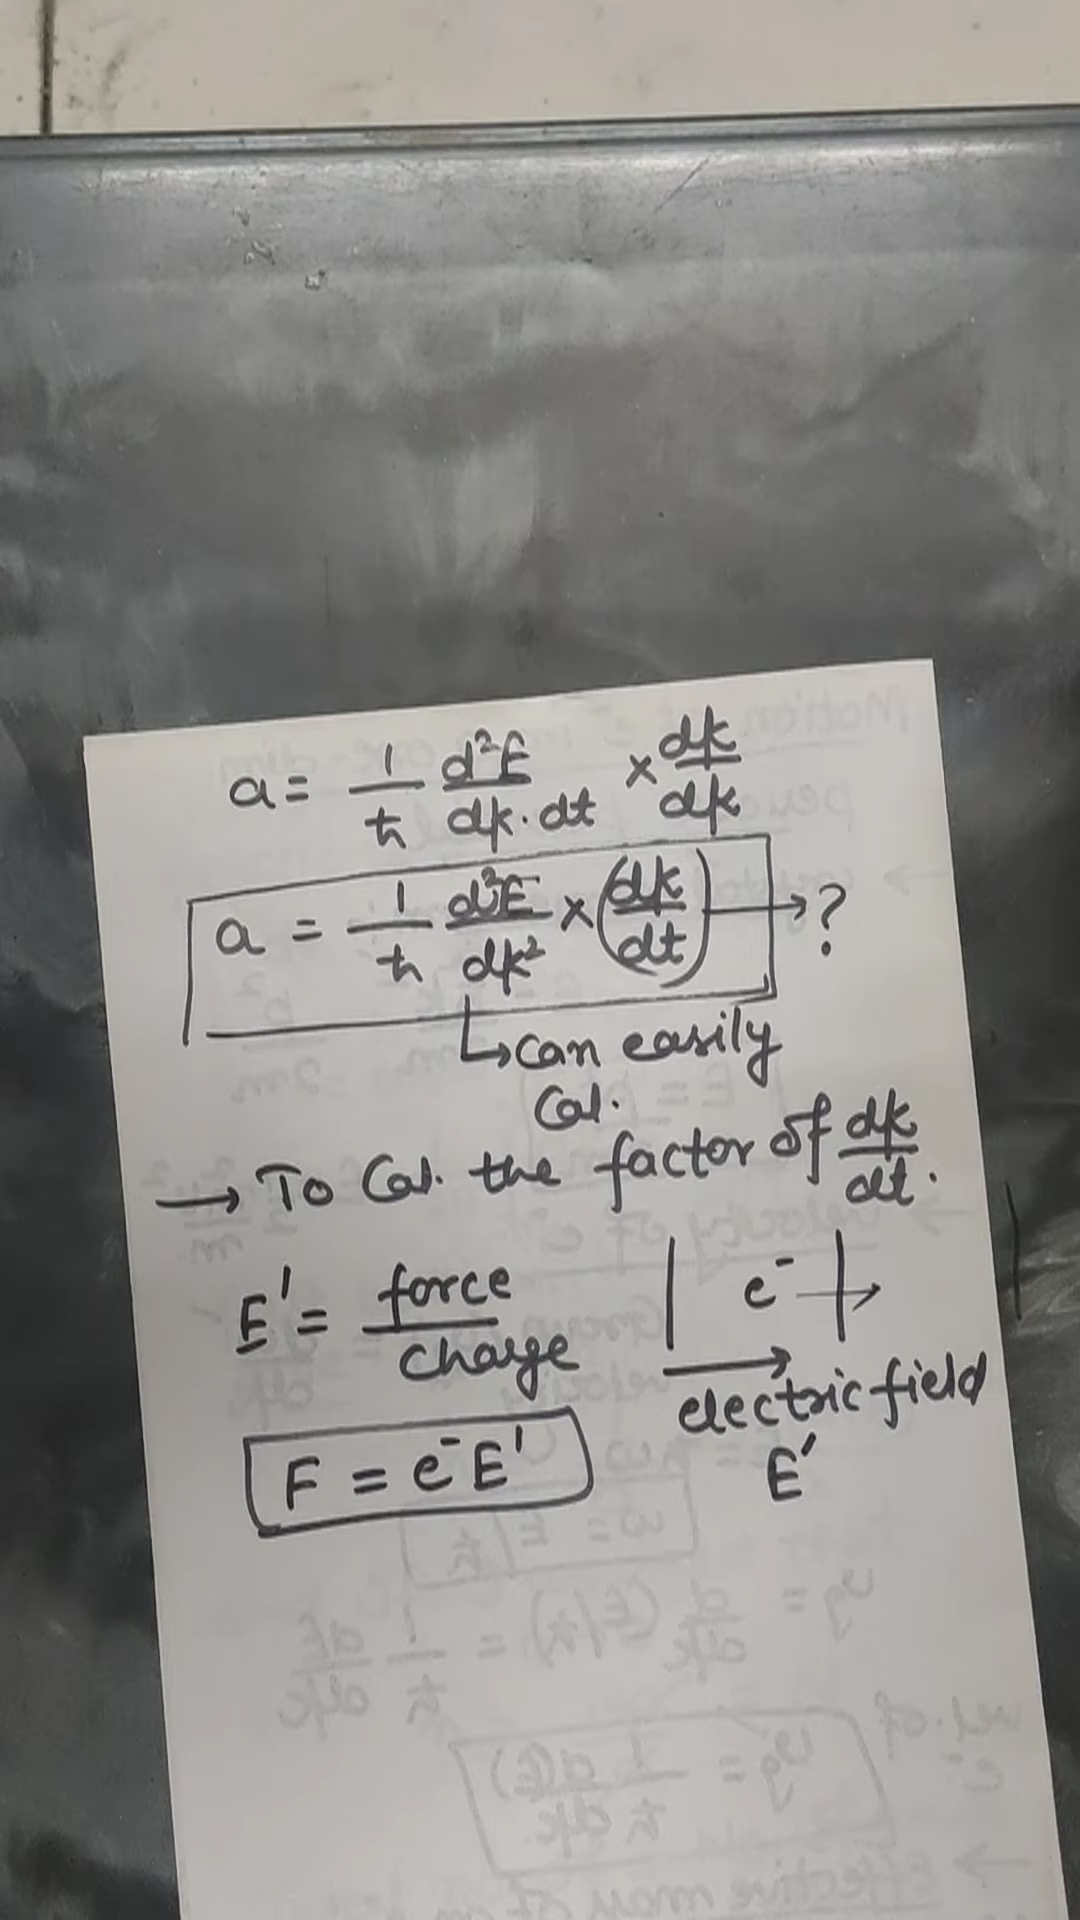 a = 1/ħ d²E/dk.dt × dk/dk
a = 1/ħ d²E/dk² × (dk/dt) → ?
↳ can easily
Cal.
→ To Cal. the factor of dk/dt.
E' = force/charge
e⁻ →
electric field
E'
F = e⁻E'